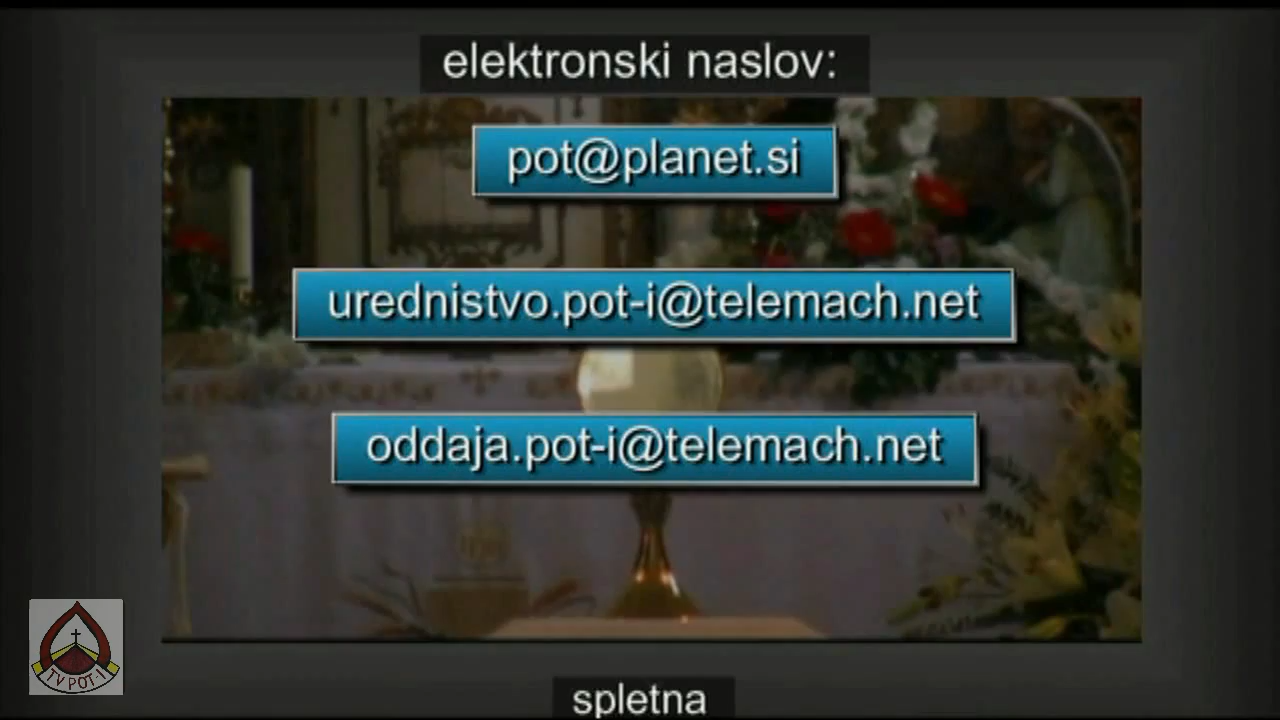 elektronski naslov:
pot@planet.si
urednistvo.pot-i@telemach.net
oddaja.pot-i@telemach.net
TV POT-I
spletna